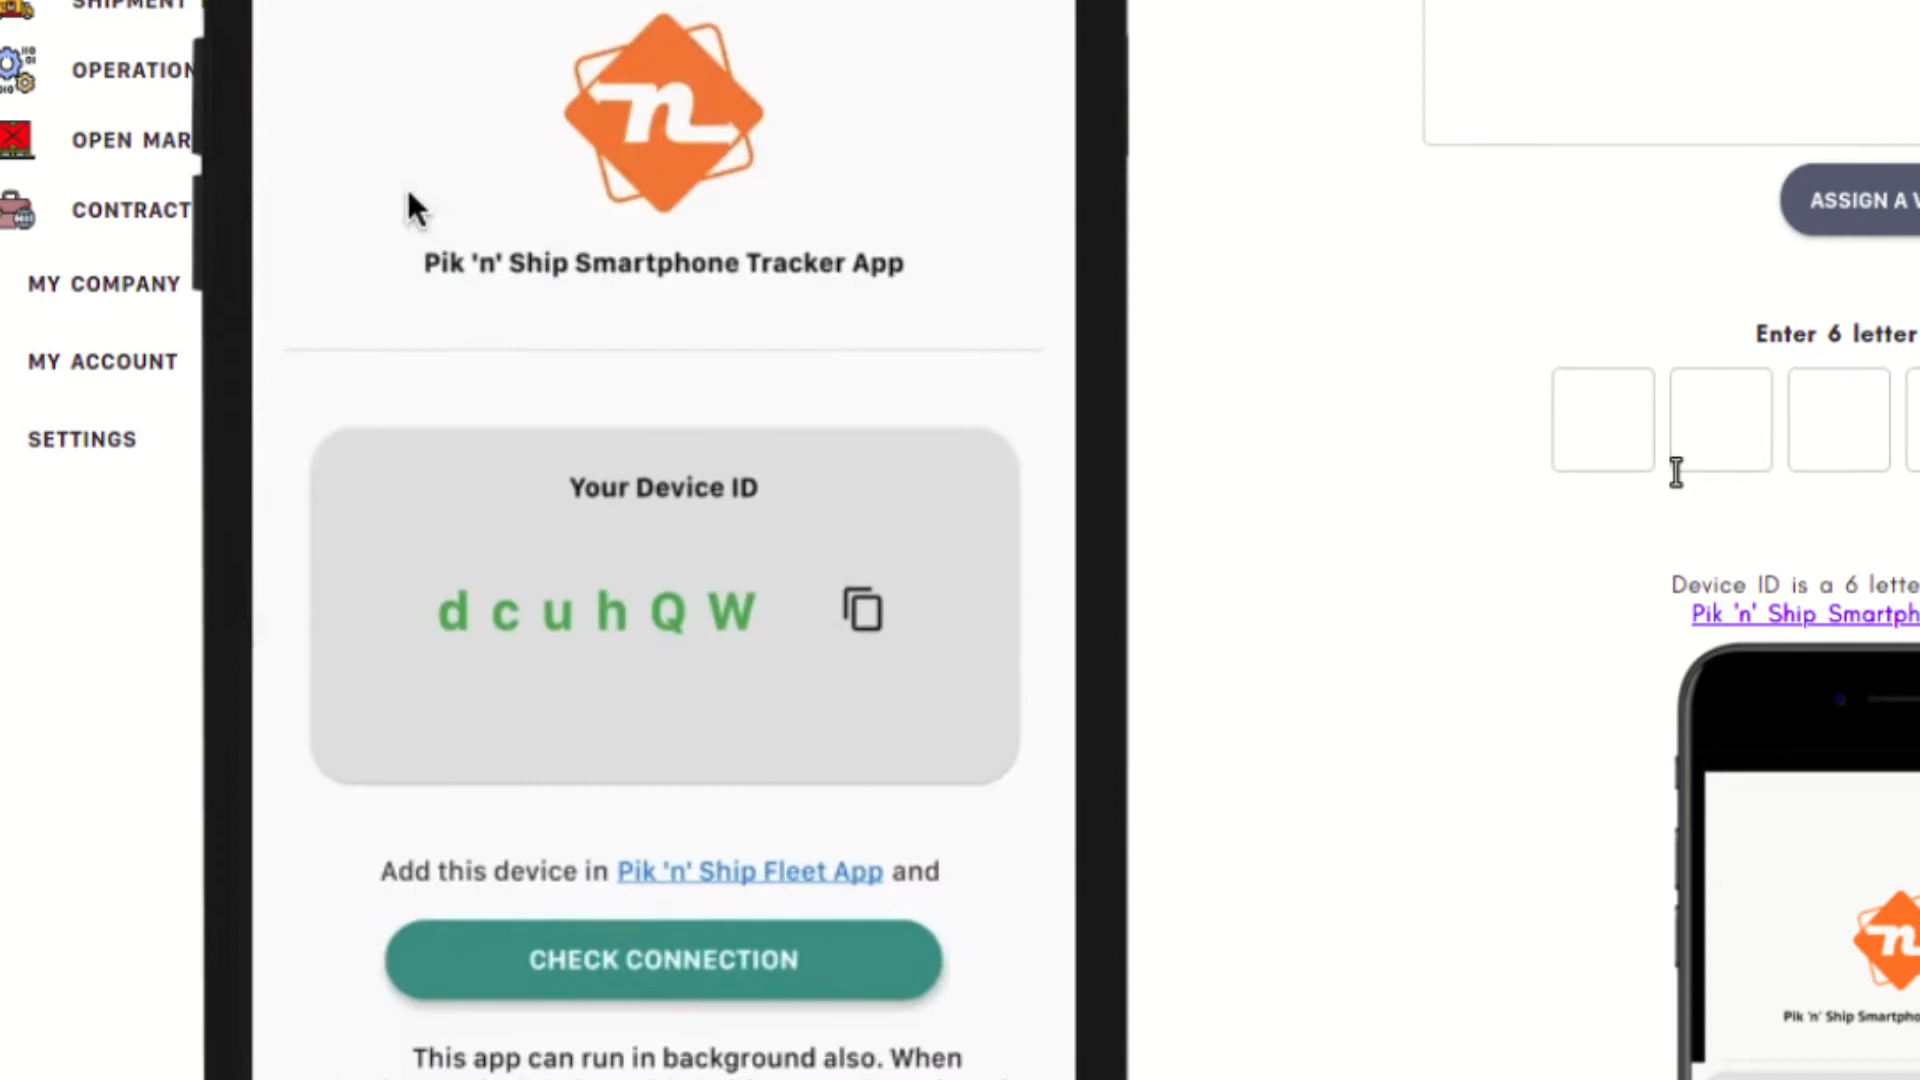 SHIPMENT
OPERATION
OPEN MAR
CONTRACT
MY COMPANY
MY ACCOUNT
SETTINGS
n
Pik 'n' Ship Smartphone Tracker App
Your Device ID
d c u h Q W
Add this device in Pik 'n' Ship Fleet App and
CHECK CONNECTION
This app can run in background also. When
ASSIGN A V
Enter 6 letter
Device ID is a 6 lette
Pik 'n' Ship Smartph
n
Pik 'n' Ship Smartpho